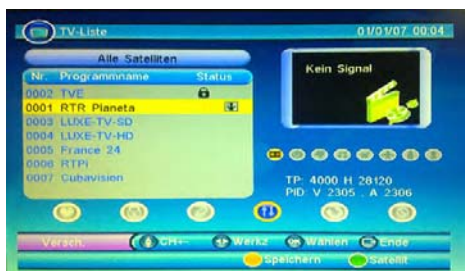 TV-Liste 01/01/07 00:04
Alle Satelliten
Nr. Programmname Status
0002 TVE
0001 RTR Planeta
0003 LUXE-TV-SD
0004 LUXE-TV-HD
0005 France 24
0006 RTPi
0007 Cubavision
Kein Signal
TP: 4000 H 28120
PID: V 2305 , A 2306
Versch. CH+- Werkz Wählen Ende
Speichern Satellit